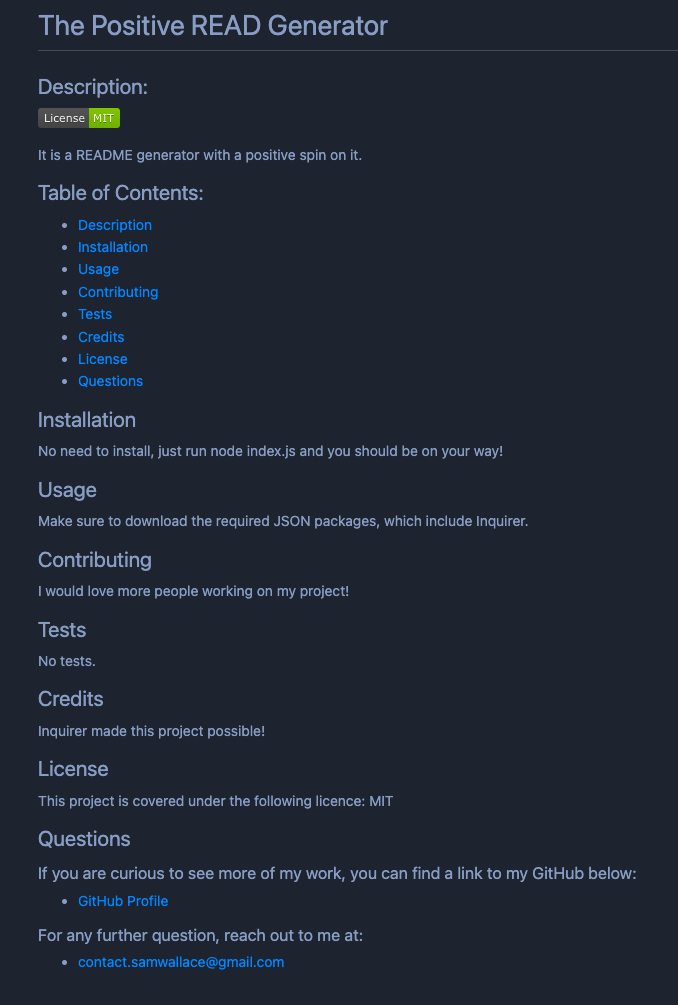 The Positive READ Generator
Description:
License MIT
It is a README generator with a positive spin on it.
Table of Contents:
Description
Installation
Usage
Contributing
Tests
Credits
License
Questions
Installation
No need to install, just run node index.js and you should be on your way!
Usage
Make sure to download the required JSON packages, which include Inquirer.
Contributing
I would love more people working on my project!
Tests
No tests.
Credits
Inquirer made this project possible!
License
This project is covered under the following licence: MIT
Questions
If you are curious to see more of my work, you can find a link to my GitHub below:
GitHub Profile
For any further question, reach out to me at:
contact.samwallace@gmail.com